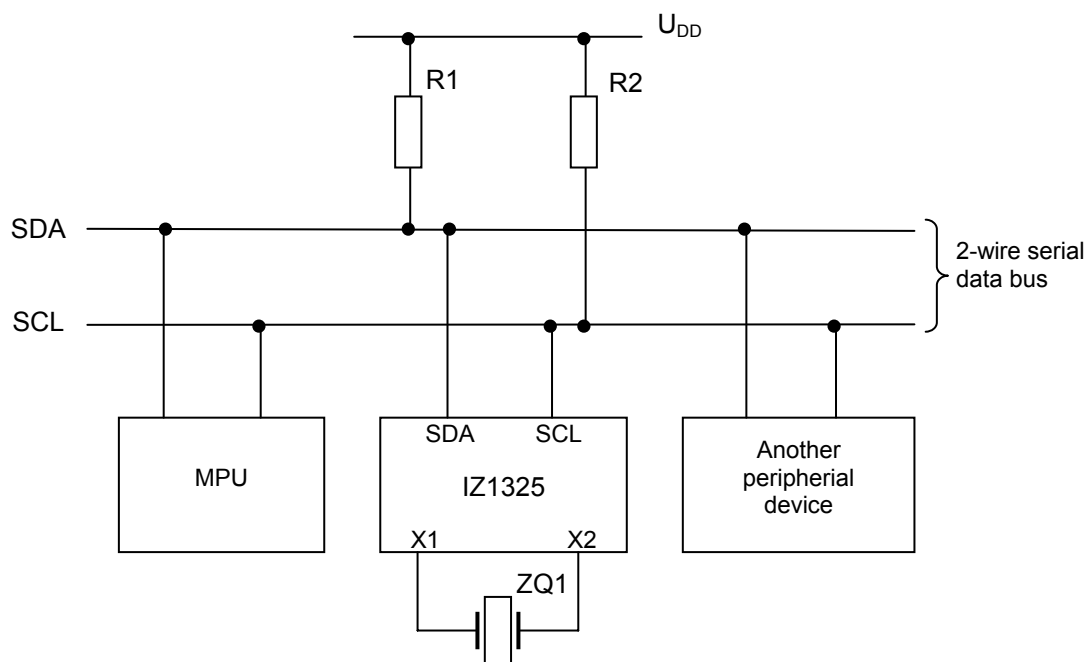 U_DD
R1
R2
SDA
2-wire serial
data bus
SCL
SDA SCL
MPU
IZ1325
Another
peripherial
device
X1 X2
ZQ1